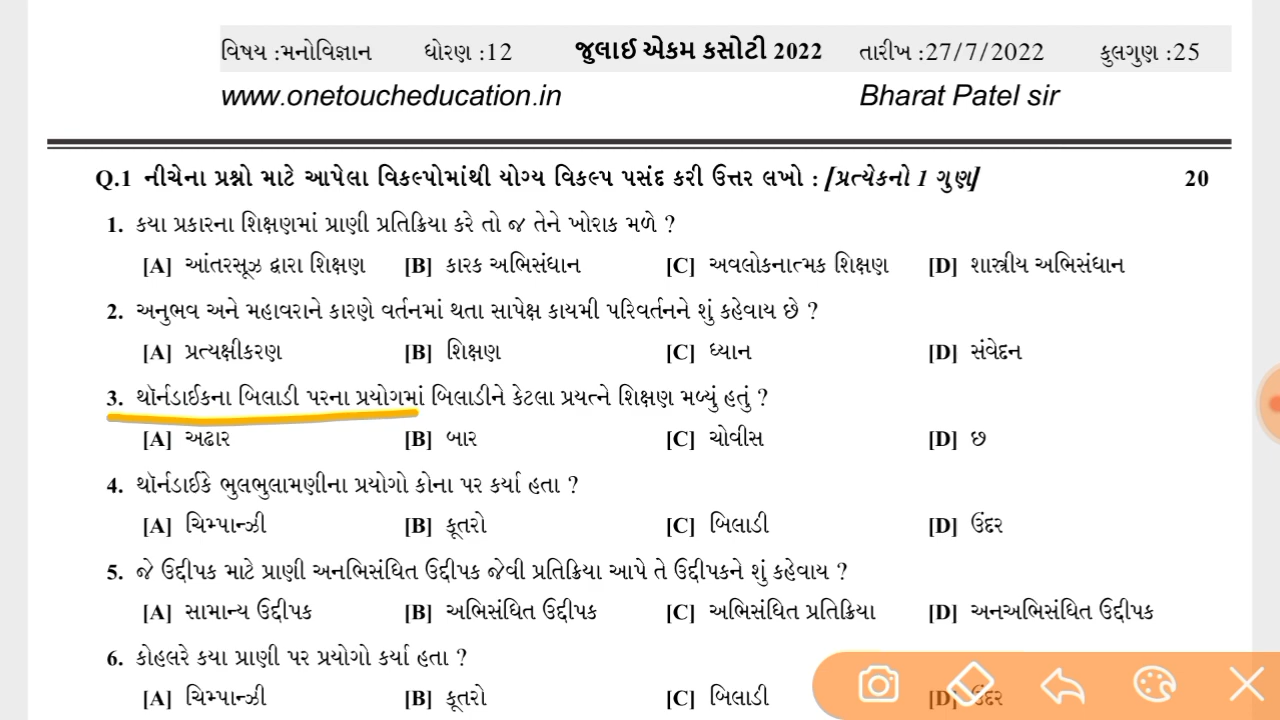 વિષય :મનોવિજ્ઞાન ધોરણ :12 જુલાઈ એકમ કસોટી 2022 તારીખ :27/7/2022 કુલગુણ :25
www.onetoucheducation.in Bharat Patel sir
Q.1 નીચેના પ્રશ્નો માટે આપેલા વિકલ્પોમાંથી યોગ્ય વિકલ્પ પસંદ કરી ઉત્તર લખો : [પ્રત્યેકનો 1 ગુણ] 20
1. કયા પ્રકારના શિક્ષણમાં પ્રાણી પ્રતિક્રિયા કરે તો જ તેને ખોરાક મળે ?
[A] આંતરસૂઝ દ્વારા શિક્ષણ [B] કારક અભિસંધાન [C] અવલોકનાત્મક શિક્ષણ [D] શાસ્ત્રીય અભિસંધાન
2. અનુભવ અને મહાવરાને કારણે વર્તનમાં થતા સાપેક્ષ કાયમી પરિવર્તનને શું કહેવાય છે ?
[A] પ્રત્યક્ષીકરણ [B] શિક્ષણ [C] ધ્યાન [D] સંવેદન
3. થૉર્નડાઈકના બિલાડી પરના પ્રયોગમાં બિલાડીને કેટલા પ્રયત્ને શિક્ષણ મળ્યું હતું ?
[A] અઢાર [B] બાર [C] ચોવીસ [D] છ
4. થૉર્નડાઈકે ભુલભુલામણીના પ્રયોગો કોના પર કર્યા હતા ?
[A] ચિમ્પાન્ઝી [B] કૂતરો [C] બિલાડી [D] ઉંદર
5. જે ઉદ્દીપક માટે પ્રાણી અનભિસંધિત ઉદ્દીપક જેવી પ્રતિક્રિયા આપે તે ઉદ્દીપકને શું કહેવાય ?
[A] સામાન્ય ઉદ્દીપક [B] અભિસંધિત ઉદ્દીપક [C] અભિસંધિત પ્રતિક્રિયા [D] અનઅભિસંધિત ઉદ્દીપક
6. કોહલરે કયા પ્રાણી પર પ્રયોગો કર્યા હતા ?
[A] ચિમ્પાન્ઝી [B] કૂતરો [C] બિલાડી [D] ઉંદર